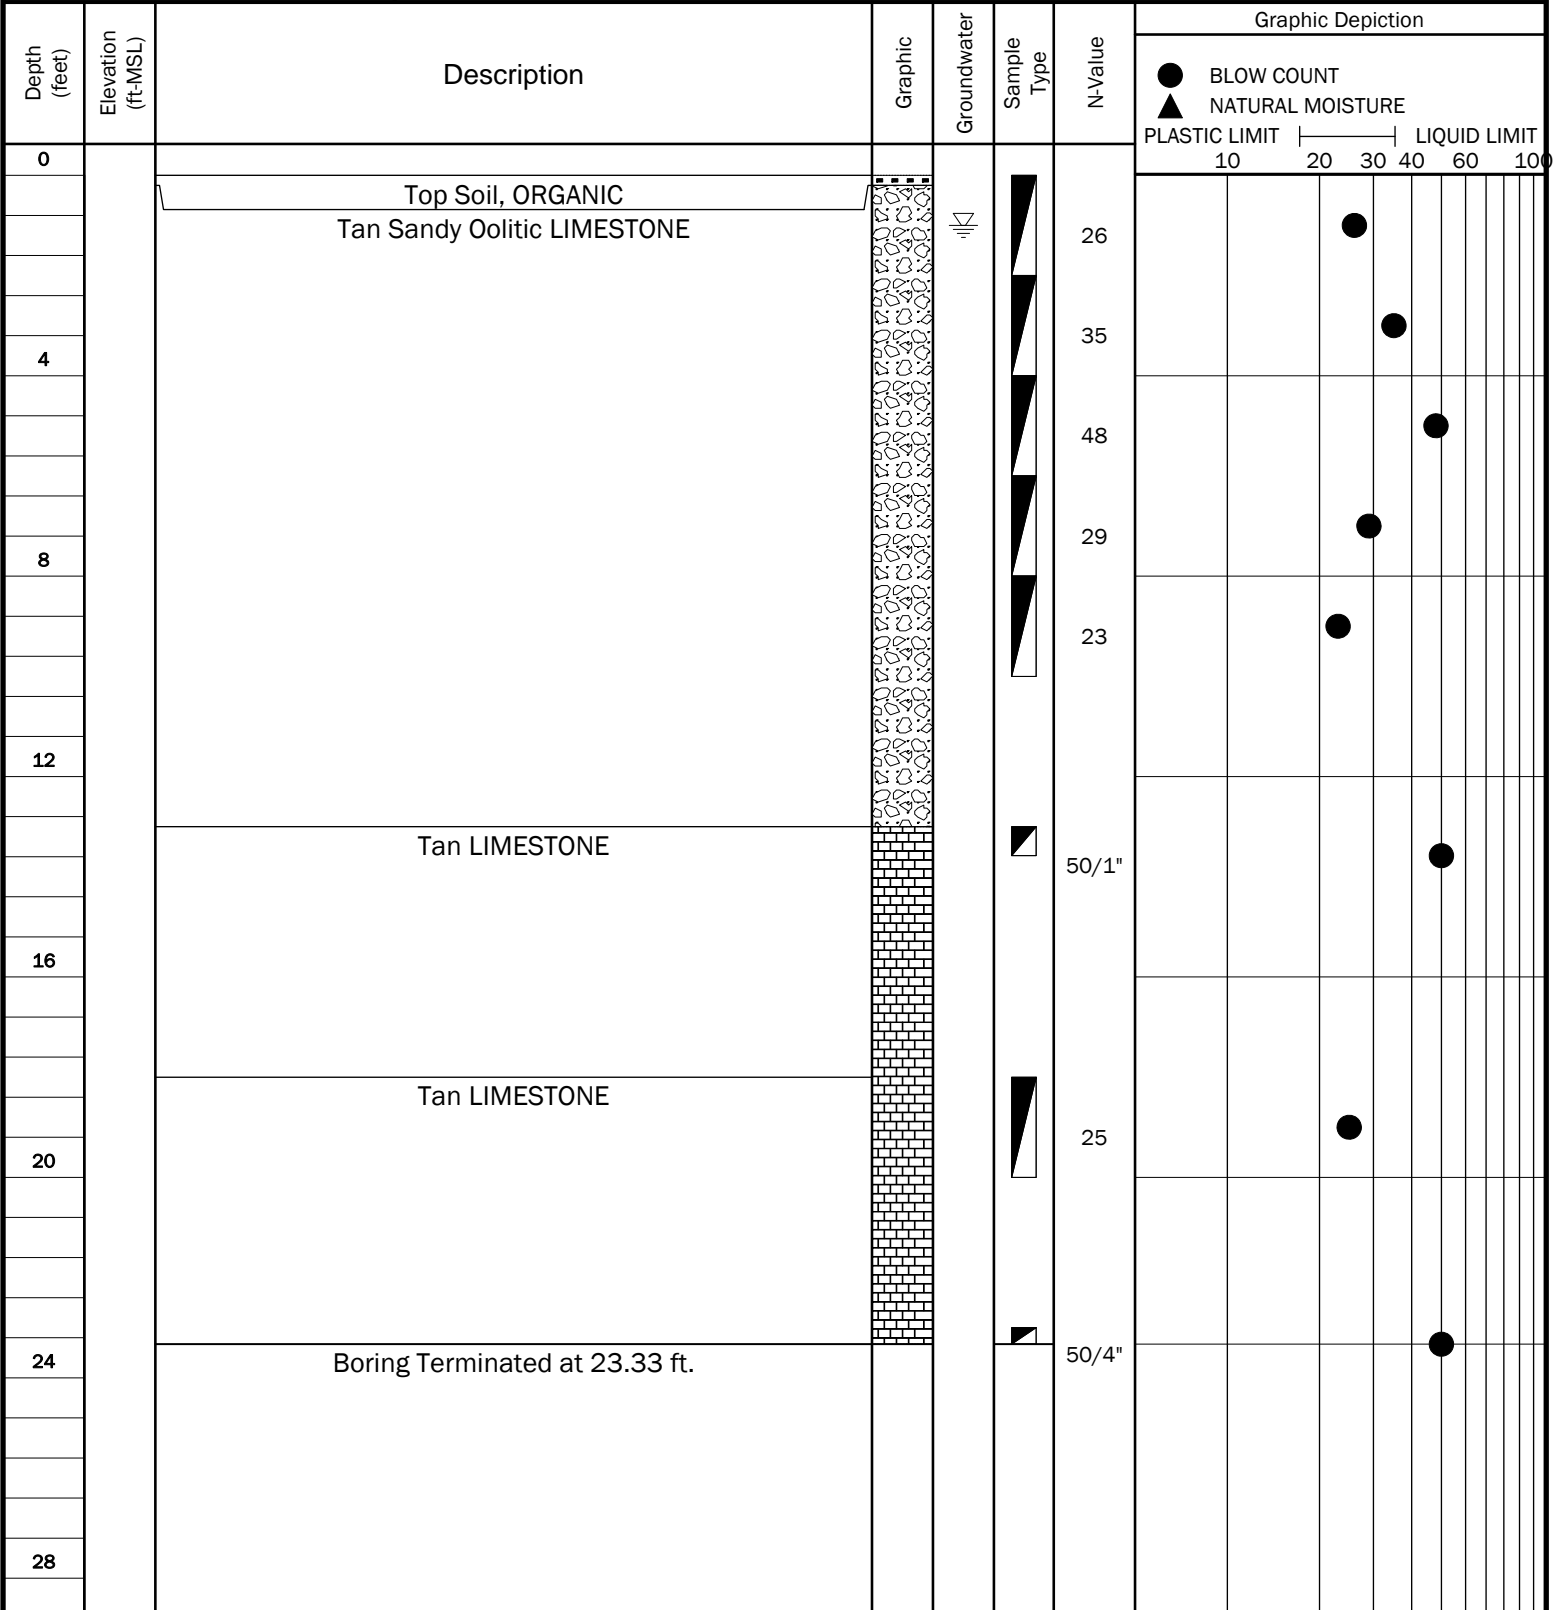 Depth
(feet)
Elevation
(ft-MSL)
Description
Graphic
Groundwater
Sample
Type
N-Value
Graphic Depiction
BLOW COUNT
NATURAL MOISTURE
PLASTIC LIMIT LIQUID LIMIT
10 20 30 40 60 100
0
Top Soil, ORGANIC
Tan Sandy Oolitic LIMESTONE
26
35
4
48
29
8
23
12
Tan LIMESTONE
50/1"
16
Tan LIMESTONE
25
20
50/4"
24
Boring Terminated at 23.33 ft.
28